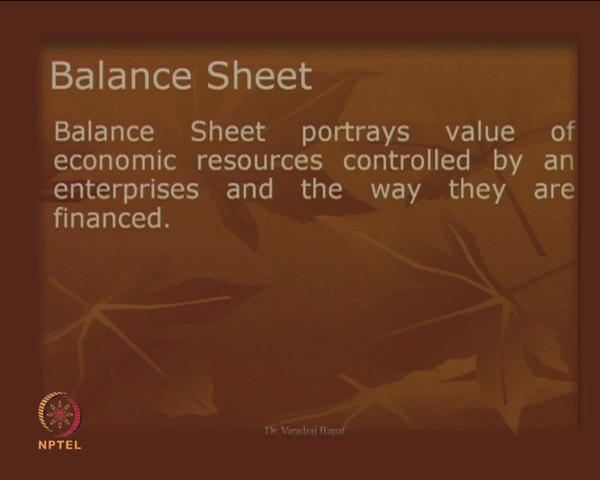 Balance Sheet
Balance Sheet portrays value of
economic resources controlled by an
enterprises and the way they are
financed.
NPTEL
Dr. Varadraj Bapat